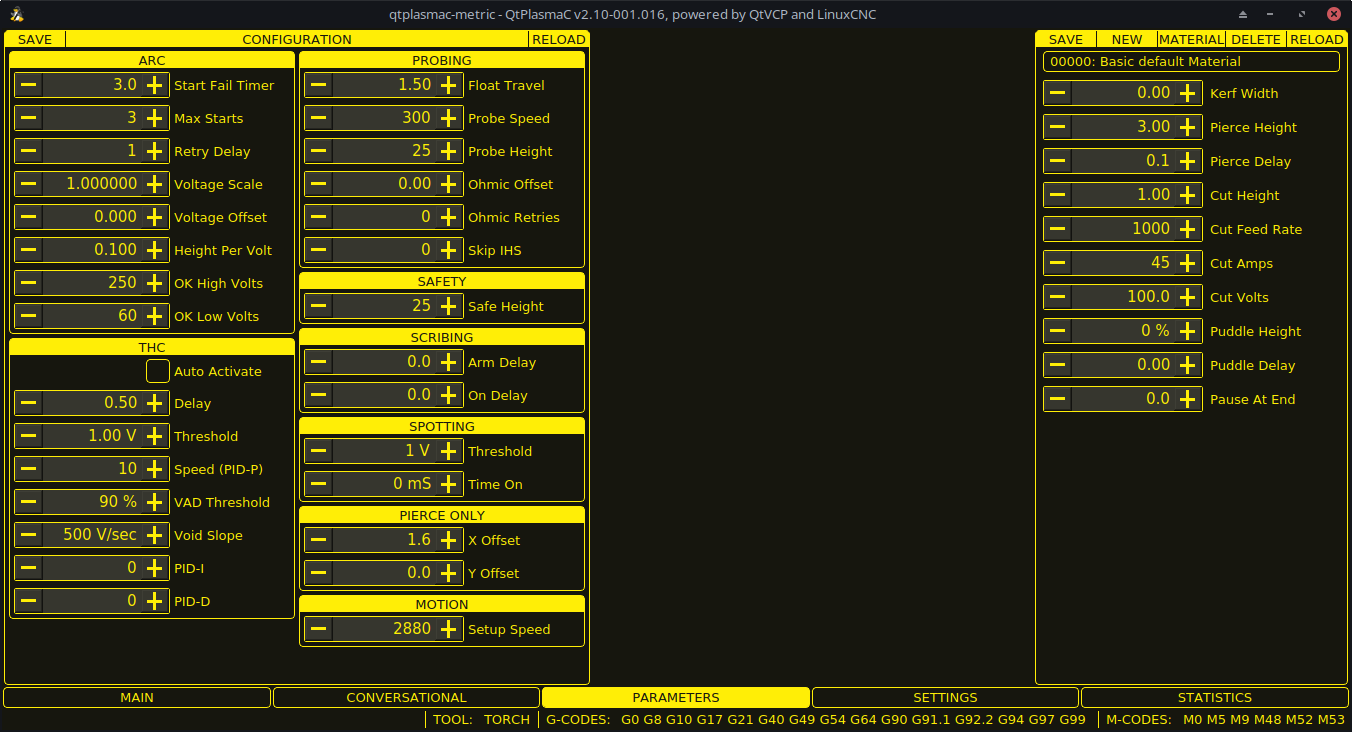 qtplasmac-metric - QtPlasmaC v2.10-001.016, powered by QtVCP and LinuxCNC
SAVE CONFIGURATION RELOAD
ARC
3.0 Start Fail Timer
3 Max Starts
1 Retry Delay
1.000000 Voltage Scale
0.000 Voltage Offset
0.100 Height Per Volt
250 OK High Volts
60 OK Low Volts
THC
Auto Activate
0.50 Delay
1.00 V Threshold
10 Speed (PID-P)
90 % VAD Threshold
500 V/sec Void Slope
0 PID-I
0 PID-D
PROBING
1.50 Float Travel
300 Probe Speed
25 Probe Height
0.00 Ohmic Offset
0 Ohmic Retries
0 Skip IHS
SAFETY
25 Safe Height
SCRIBING
0.0 Arm Delay
0.0 On Delay
SPOTTING
1 V Threshold
0 mS Time On
PIERCE ONLY
1.6 X Offset
0.0 Y Offset
MOTION
2880 Setup Speed
SAVE NEW MATERIAL DELETE RELOAD
00000: Basic default Material
0.00 Kerf Width
3.00 Pierce Height
0.1 Pierce Delay
1.00 Cut Height
1000 Cut Feed Rate
45 Cut Amps
100.0 Cut Volts
0 % Puddle Height
0.00 Puddle Delay
0.0 Pause At End
MAIN CONVERSATIONAL PARAMETERS SETTINGS STATISTICS
TOOL: TORCH G-CODES: G0 G8 G10 G17 G21 G40 G49 G54 G64 G90 G91.1 G92.2 G94 G97 G99 M-CODES: M0 M5 M9 M48 M52 M53